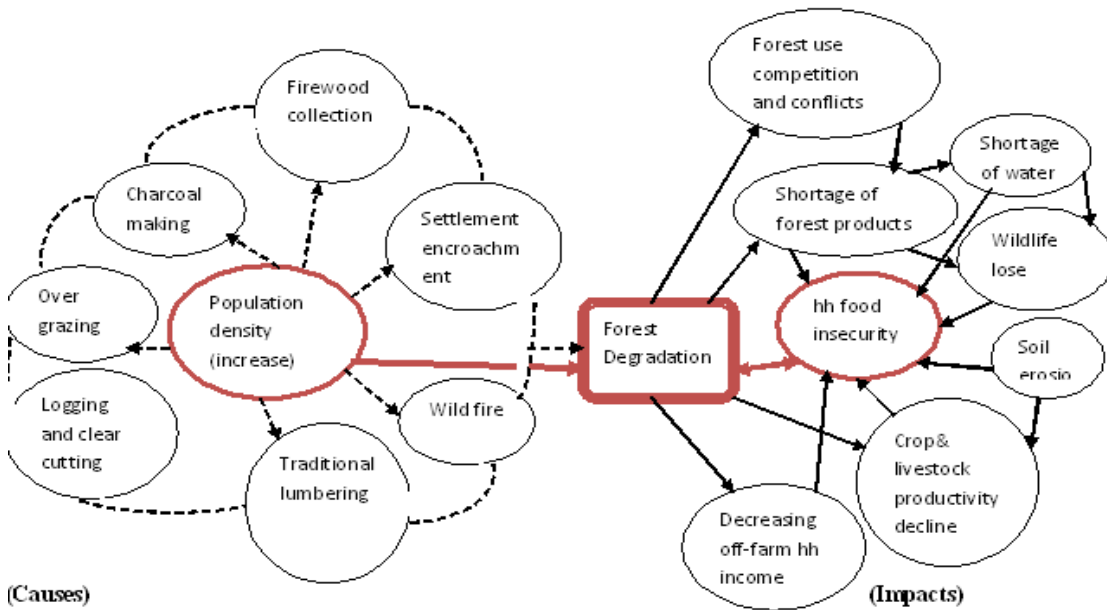 Firewood
collection
Charcoal
making
Settlement
encroachm
ent
Over
grazing
Population
density
(increase)
Logging
and clear
cutting
Wild fire
Traditional
lumbering
(Causes)
Forest use
competition
and conflicts
Shortage
of water
Shortage of
forest products
Wildlife
lose
Forest
Degradation
hh food
insecurity
Soil
erosio
Crop&
livestock
productivity
decline
Decreasing
off-farm hh
income
(Impacts)